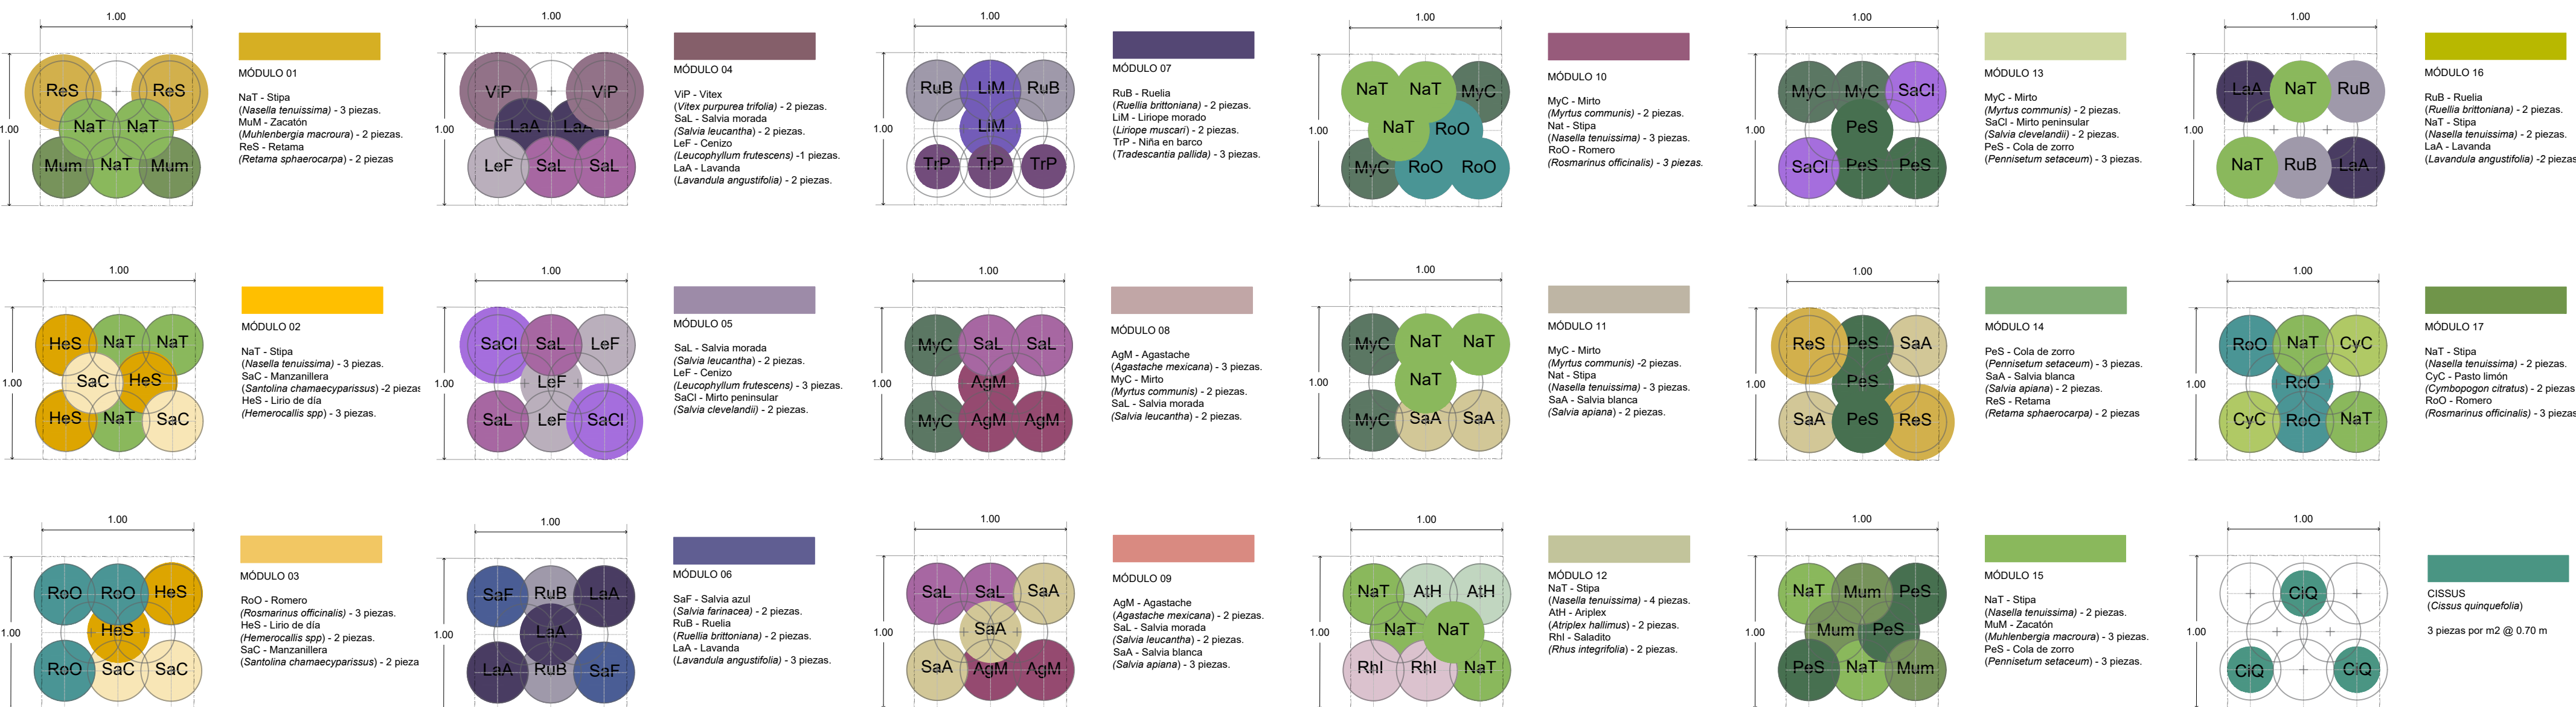 1.00
1.00
ReS
ReS
NaT
NaT
Mum
NaT
Mum
MÓDULO 01
NaT - Stipa
(Nasella tenuissima) - 3 piezas.
MuM - Zacatón
(Muhlenbergia macroura) - 2 piezas.
ReS - Retama
(Retama sphaerocarpa) - 2 piezas
1.00
1.00
ViP
ViP
LaA
LaA
LeF
SaL
SaL
MÓDULO 04
ViP - Vitex
(Vitex purpurea trifolia) - 2 piezas.
SaL - Salvia morada
(Salvia leucantha) - 2 piezas.
LeF - Cenizo
(Leucophyllum frutescens) -1 piezas.
LaA - Lavanda
(Lavandula angustifolia) - 2 piezas.
1.00
1.00
RuB
LiM
RuB
LiM
TrP
TrP
TrP
MÓDULO 07
RuB - Ruelia
(Ruellia brittoniana) - 2 piezas.
LiM - Liriope morado
(Liriope muscari) - 2 piezas.
TrP - Niña en barco
(Tradescantia pallida) - 3 piezas.
1.00
1.00
NaT
NaT
MyC
NaT
RoO
MyC
RoO
RoO
MÓDULO 10
MyC - Mirto
(Myrtus communis) - 2 piezas.
Nat - Stipa
(Nasella tenuissima) - 3 piezas.
RoO - Romero
(Rosmarinus officinalis) - 3 piezas.
1.00
1.00
MyC
MyC
SaCl
PeS
SaCl
PeS
PeS
MÓDULO 13
MyC - Mirto
(Myrtus communis) - 2 piezas.
SaCl - Mirto peninsular
(Salvia clevelandii) - 2 piezas.
PeS - Cola de zorro
(Pennisetum setaceum) - 3 piezas.
1.00
1.00
LaA
NaT
RuB
NaT
RuB
LaA
MÓDULO 16
RuB - Ruelia
(Ruellia brittoniana) - 2 piezas.
NaT - Stipa
(Nasella tenuissima) - 2 piezas.
LaA - Lavanda
(Lavandula angustifolia) -2 piezas
1.00
1.00
HeS
NaT
NaT
SaC
HeS
HeS
NaT
SaC
MÓDULO 02
NaT - Stipa
(Nasella tenuissima) - 3 piezas.
SaC - Manzanillera
(Santolina chamaecyparissus) -2 piezas
HeS - Lirio de día
(Hemerocallis spp) - 3 piezas.
1.00
1.00
SaCl
SaL
LeF
LeF
SaL
LeF
SaCl
MÓDULO 05
SaL - Salvia morada
(Salvia leucantha) - 2 piezas.
LeF - Cenizo
(Leucophyllum frutescens) - 3 piezas.
SaCl - Mirto peninsular
(Salvia clevelandii) - 2 piezas.
1.00
1.00
MyC
SaL
SaL
AgM
MyC
AgM
AgM
MÓDULO 08
AgM - Agastache
(Agastache mexicana) - 3 piezas.
MyC - Mirto
(Myrtus communis) - 2 piezas.
SaL - Salvia morada
(Salvia leucantha) - 2 piezas.
1.00
1.00
MyC
NaT
NaT
NaT
MyC
SaA
SaA
MÓDULO 11
MyC - Mirto
(Myrtus communis) -2 piezas.
Nat - Stipa
(Nasella tenuissima) - 3 piezas.
SaA - Salvia blanca
(Salvia apiana) - 2 piezas.
1.00
1.00
ReS
PeS
SaA
PeS
SaA
PeS
ReS
MÓDULO 14
PeS - Cola de zorro
(Pennisetum setaceum) - 3 piezas.
SaA - Salvia blanca
(Salvia apiana) - 2 piezas.
ReS - Retama
(Retama sphaerocarpa) - 2 piezas
1.00
1.00
RoO
NaT
CyC
RoO
CyC
RoO
NaT
MÓDULO 17
NaT - Stipa
(Nasella tenuissima) - 2 piezas.
CyC - Pasto limón
(Cymbopogon citratus) - 2 piezas
RoO - Romero
(Rosmarinus officinalis) - 3 piezas
1.00
1.00
RoO
RoO
HeS
HeS
RoO
SaC
SaC
MÓDULO 03
RoO - Romero
(Rosmarinus officinalis) - 3 piezas.
HeS - Lirio de día
(Hemerocallis spp) - 2 piezas.
SaC - Manzanillera
(Santolina chamaecyparissus) - 2 pieza
1.00
1.00
SaF
RuB
LaA
LaA
LaA
RuB
SaF
MÓDULO 06
SaF - Salvia azul
(Salvia farinacea) - 2 piezas.
RuB - Ruelia
(Ruellia brittoniana) - 2 piezas.
LaA - Lavanda
(Lavandula angustifolia) - 3 piezas.
1.00
1.00
SaL
SaL
SaA
SaA
SaA
AgM
AgM
MÓDULO 09
AgM - Agastache
(Agastache mexicana) - 2 piezas.
SaL - Salvia morada
(Salvia leucantha) - 2 piezas.
SaA - Salvia blanca
(Salvia apiana) - 3 piezas.
1.00
1.00
NaT
AtH
AtH
NaT
NaT
RhI
RhI
NaT
MÓDULO 12
NaT - Stipa
(Nasella tenuissima) - 4 piezas.
AtH - Ariplex
(Atriplex hallimus) - 2 piezas.
RhI - Saladito
(Rhus integrifolia) - 2 piezas.
1.00
1.00
NaT
Mum
PeS
Mum
PeS
PeS
NaT
Mum
MÓDULO 15
NaT - Stipa
(Nasella tenuissima) - 2 piezas.
MuM - Zacatón
(Muhlenbergia macroura) - 3 piezas.
PeS - Cola de zorro
(Pennisetum setaceum) - 3 piezas.
1.00
1.00
CiQ
CiQ
CiQ
CISSUS
(Cissus quinquefolia)
3 piezas por m2 @ 0.70 m